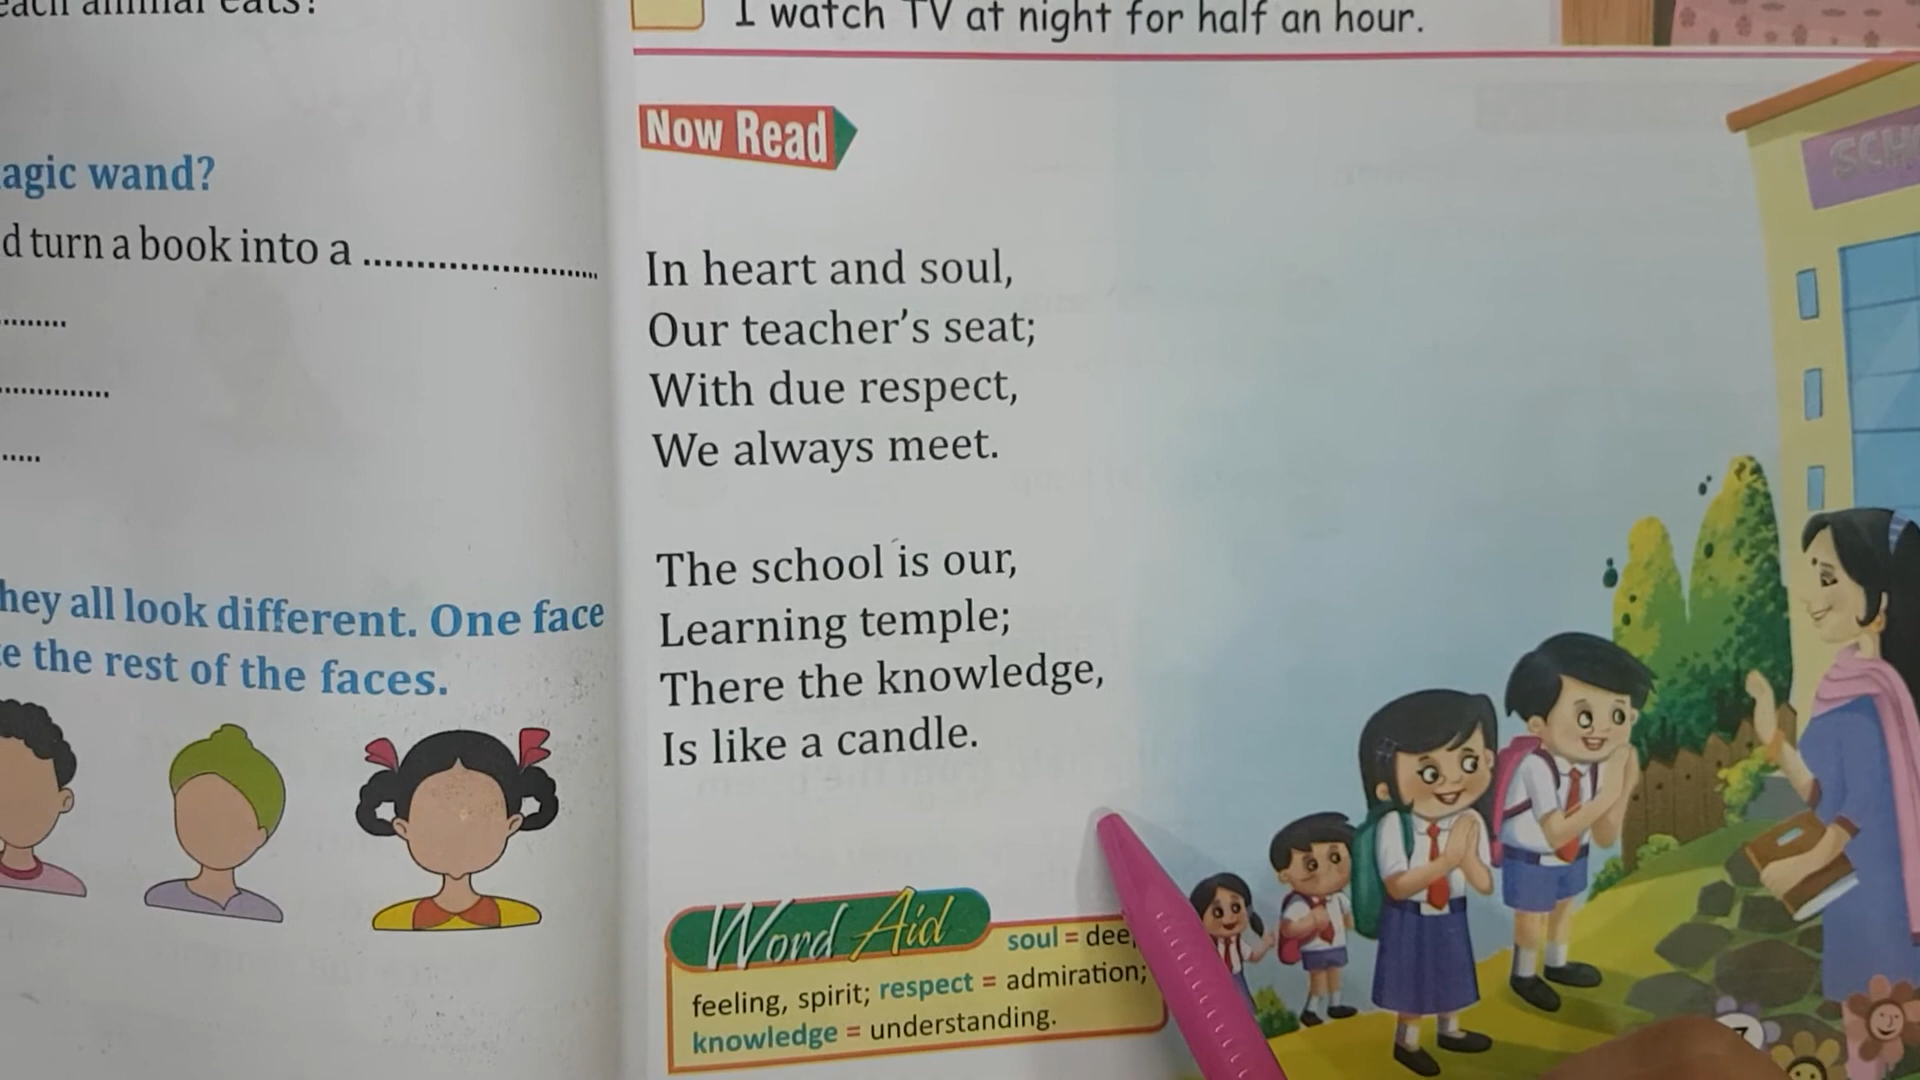 each animal eats?
agic wand?
d turn a book into a
hey all look different. One face
the rest of the faces.
I watch TV at night for half an hour.
Now Read
In heart and soul,
Our teacher's seat;
With due respect,
We always meet.
The school is our,
Learning temple;
There the knowledge,
Is like a candle.
Word Aid
soul = dee
feeling, spirit; respect = admiration;
knowledge = understanding.
SCHO
7